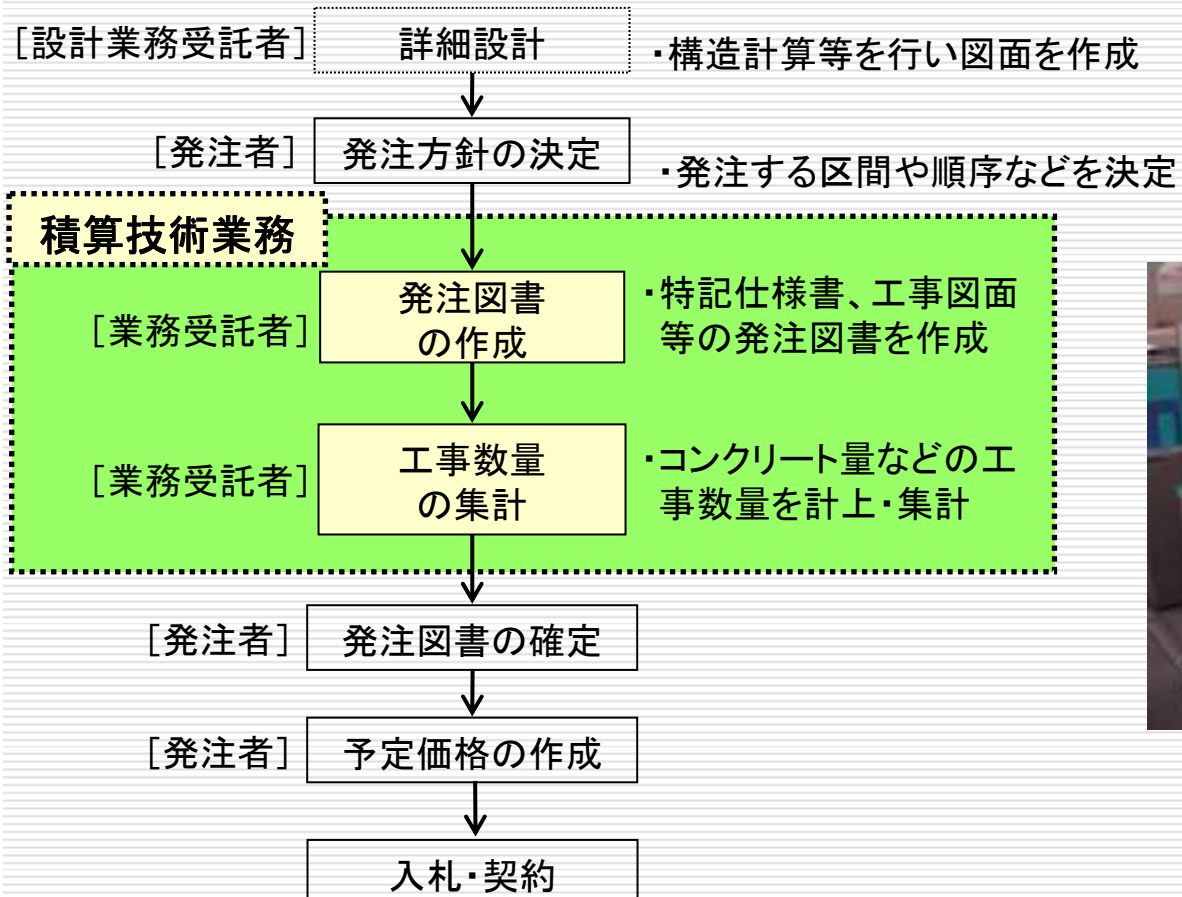 [設計業務受託者] 詳細設計 ・構造計算等を行い図面を作成
[発注者] 発注方針の決定 ・発注する区間や順序などを決定
積算技術業務
[業務受託者]
発注図書
の作成
・特記仕様書、工事図面
等の発注図書を作成
[業務受託者]
工事数量
の集計
・コンクリート量などの工
事数量を計上・集計
[発注者] 発注図書の確定
[発注者] 予定価格の作成
入札・契約